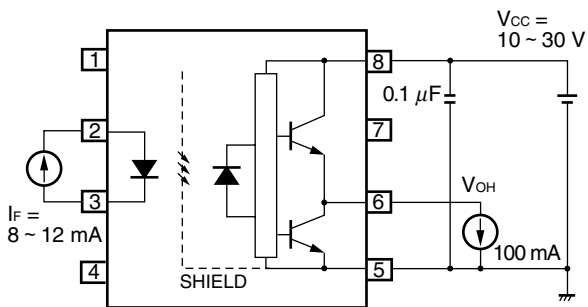 VCC =
10 ~ 30 V
1
8
0.1 µF
2
7
3
6
VOH
IF =
8 ~ 12 mA
100 mA
4
SHIELD
5